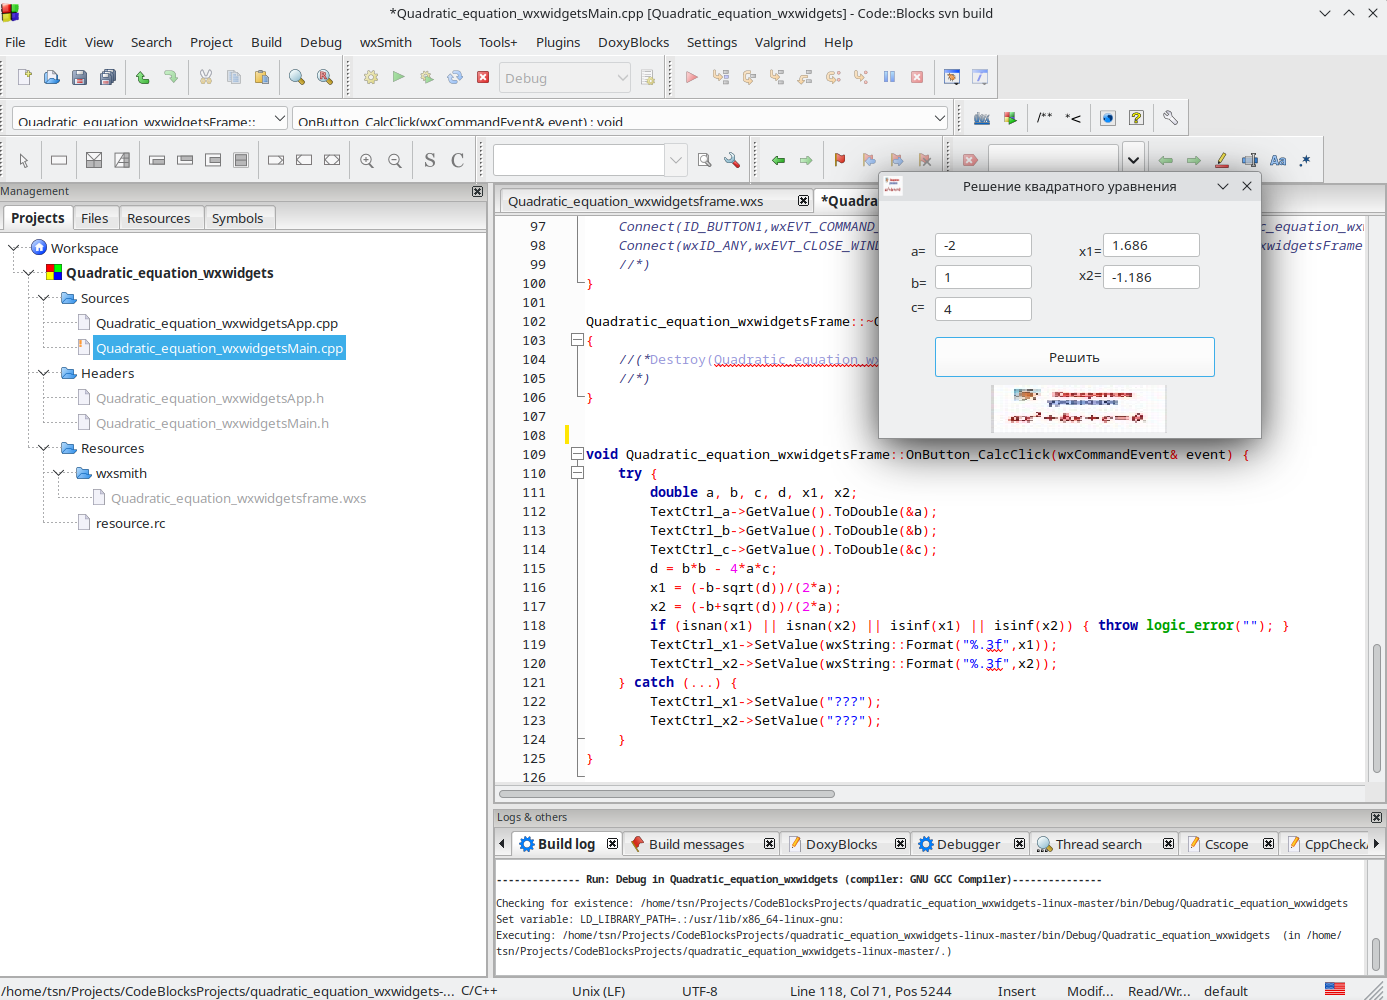 *Quadratic_equation_wxwidgetsMain.cpp [Quadratic_equation_wxwidgets] - Code::Blocks svn build
File Edit View Search Project Build Debug wxSmith Tools Tools+ Plugins DoxyBlocks Settings Valgrind Help
Debug
Quadratic_equation_wxwidgetsFrame:: OnButton_CalcClick(wxCommandEvent& event) : void
/** *<
S C
Aa .*
Management
Projects Files Resources Symbols
Workspace
Quadratic_equation_wxwidgets
Sources
Quadratic_equation_wxwidgetsApp.cpp
Quadratic_equation_wxwidgetsMain.cpp
Headers
Quadratic_equation_wxwidgetsApp.h
Quadratic_equation_wxwidgetsMain.h
Resources
wxsmith
Quadratic_equation_wxwidgetsframe.wxs
resource.rc
Quadratic_equation_wxwidgetsframe.wxs *Quadra
Решение квадратного уравнения
a= -2 x1= 1.686
b= 1 x2= -1.186
c= 4
Решить
97 Connect(ID_BUTTON1,wxEVT_COMMAND_ c_equation_wx
98 Connect(wxID_ANY,wxEVT_CLOSE_WIN wxwidgetsFrame
99 //*)
100 }
101
102 Quadratic_equation_wxwidgetsFrame::~
103 {
104 //(*Destroy(Quadratic_equation_wx
105 //*)
106 }
107
108
109 void Quadratic_equation_wxwidgetsFrame::OnButton_CalcClick(wxCommandEvent& event) {
110 try {
111 double a, b, c, d, x1, x2;
112 TextCtrl_a->GetValue().ToDouble(&a);
113 TextCtrl_b->GetValue().ToDouble(&b);
114 TextCtrl_c->GetValue().ToDouble(&c);
115 d = b*b - 4*a*c;
116 x1 = (-b-sqrt(d))/(2*a);
117 x2 = (-b+sqrt(d))/(2*a);
118 if (isnan(x1) || isnan(x2) || isinf(x1) || isinf(x2)) { throw logic_error(""); }
119 TextCtrl_x1->SetValue(wxString::Format("%.3f",x1));
120 TextCtrl_x2->SetValue(wxString::Format("%.3f",x2));
121 } catch (...) {
122 TextCtrl_x1->SetValue("???");
123 TextCtrl_x2->SetValue("???");
124 }
125 }
126
Logs & others
Build log Build messages DoxyBlocks Debugger Thread search Cscope CppCheck/
-------------- Run: Debug in Quadratic_equation_wxwidgets (compiler: GNU GCC Compiler)---------------
Checking for existence: /home/tsn/Projects/CodeBlocksProjects/quadratic_equation_wxwidgets-linux-master/bin/Debug/Quadratic_equation_wxwidgets
Set variable: LD_LIBRARY_PATH=.:/usr/lib/x86_64-linux-gnu:
Executing: /home/tsn/Projects/CodeBlocksProjects/quadratic_equation_wxwidgets-linux-master/bin/Debug/Quadratic_equation_wxwidgets (in /home/
tsn/Projects/CodeBlocksProjects/quadratic_equation_wxwidgets-linux-master/.)
/home/tsn/Projects/CodeBlocksProjects/quadratic_equation_wxwidgets-... C/C++ Unix (LF) UTF-8 Line 118, Col 71, Pos 5244 Insert Modif... Read/Wr... default